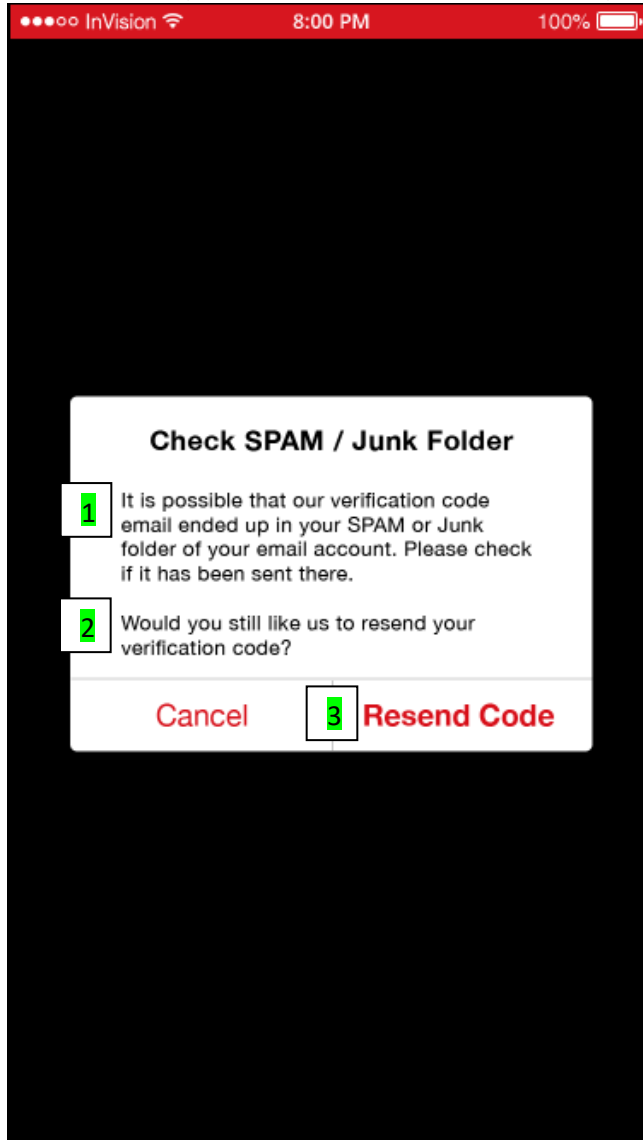 ●●●○○ InVision 8:00 PM 100%
Check SPAM / Junk Folder
1 It is possible that our verification code
email ended up in your SPAM or Junk
folder of your email account. Please check
if it has been sent there.
2 Would you still like us to resend your
verification code?
Cancel 3 Resend Code